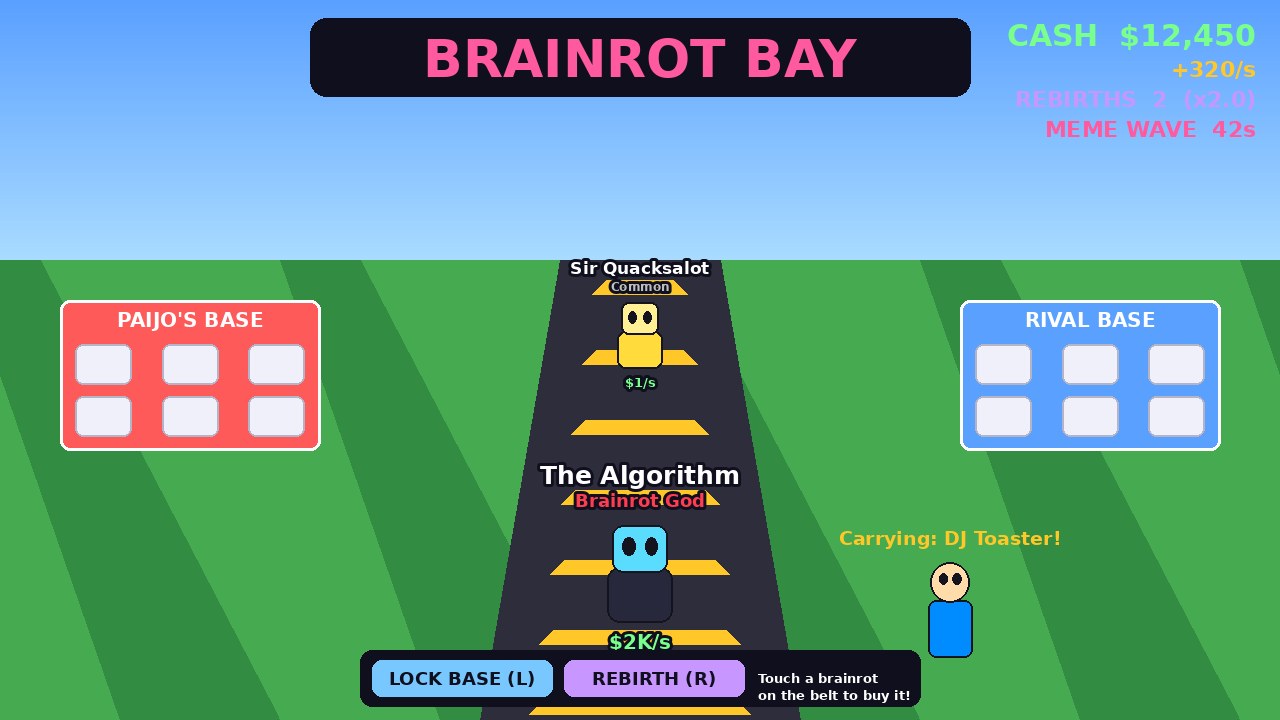 BRAINROT BAY
CASH $12,450
+320/s
REBIRTHS 2 (x2.0)
MEME WAVE 42s
Sir Quacksalot
Common
$1/s
PAIJO'S BASE
RIVAL BASE
The Algorithm
Brainrot God
$2K/s
Carrying: DJ Toaster!
LOCK BASE (L)
REBIRTH (R)
Touch a brainrot
on the belt to buy it!